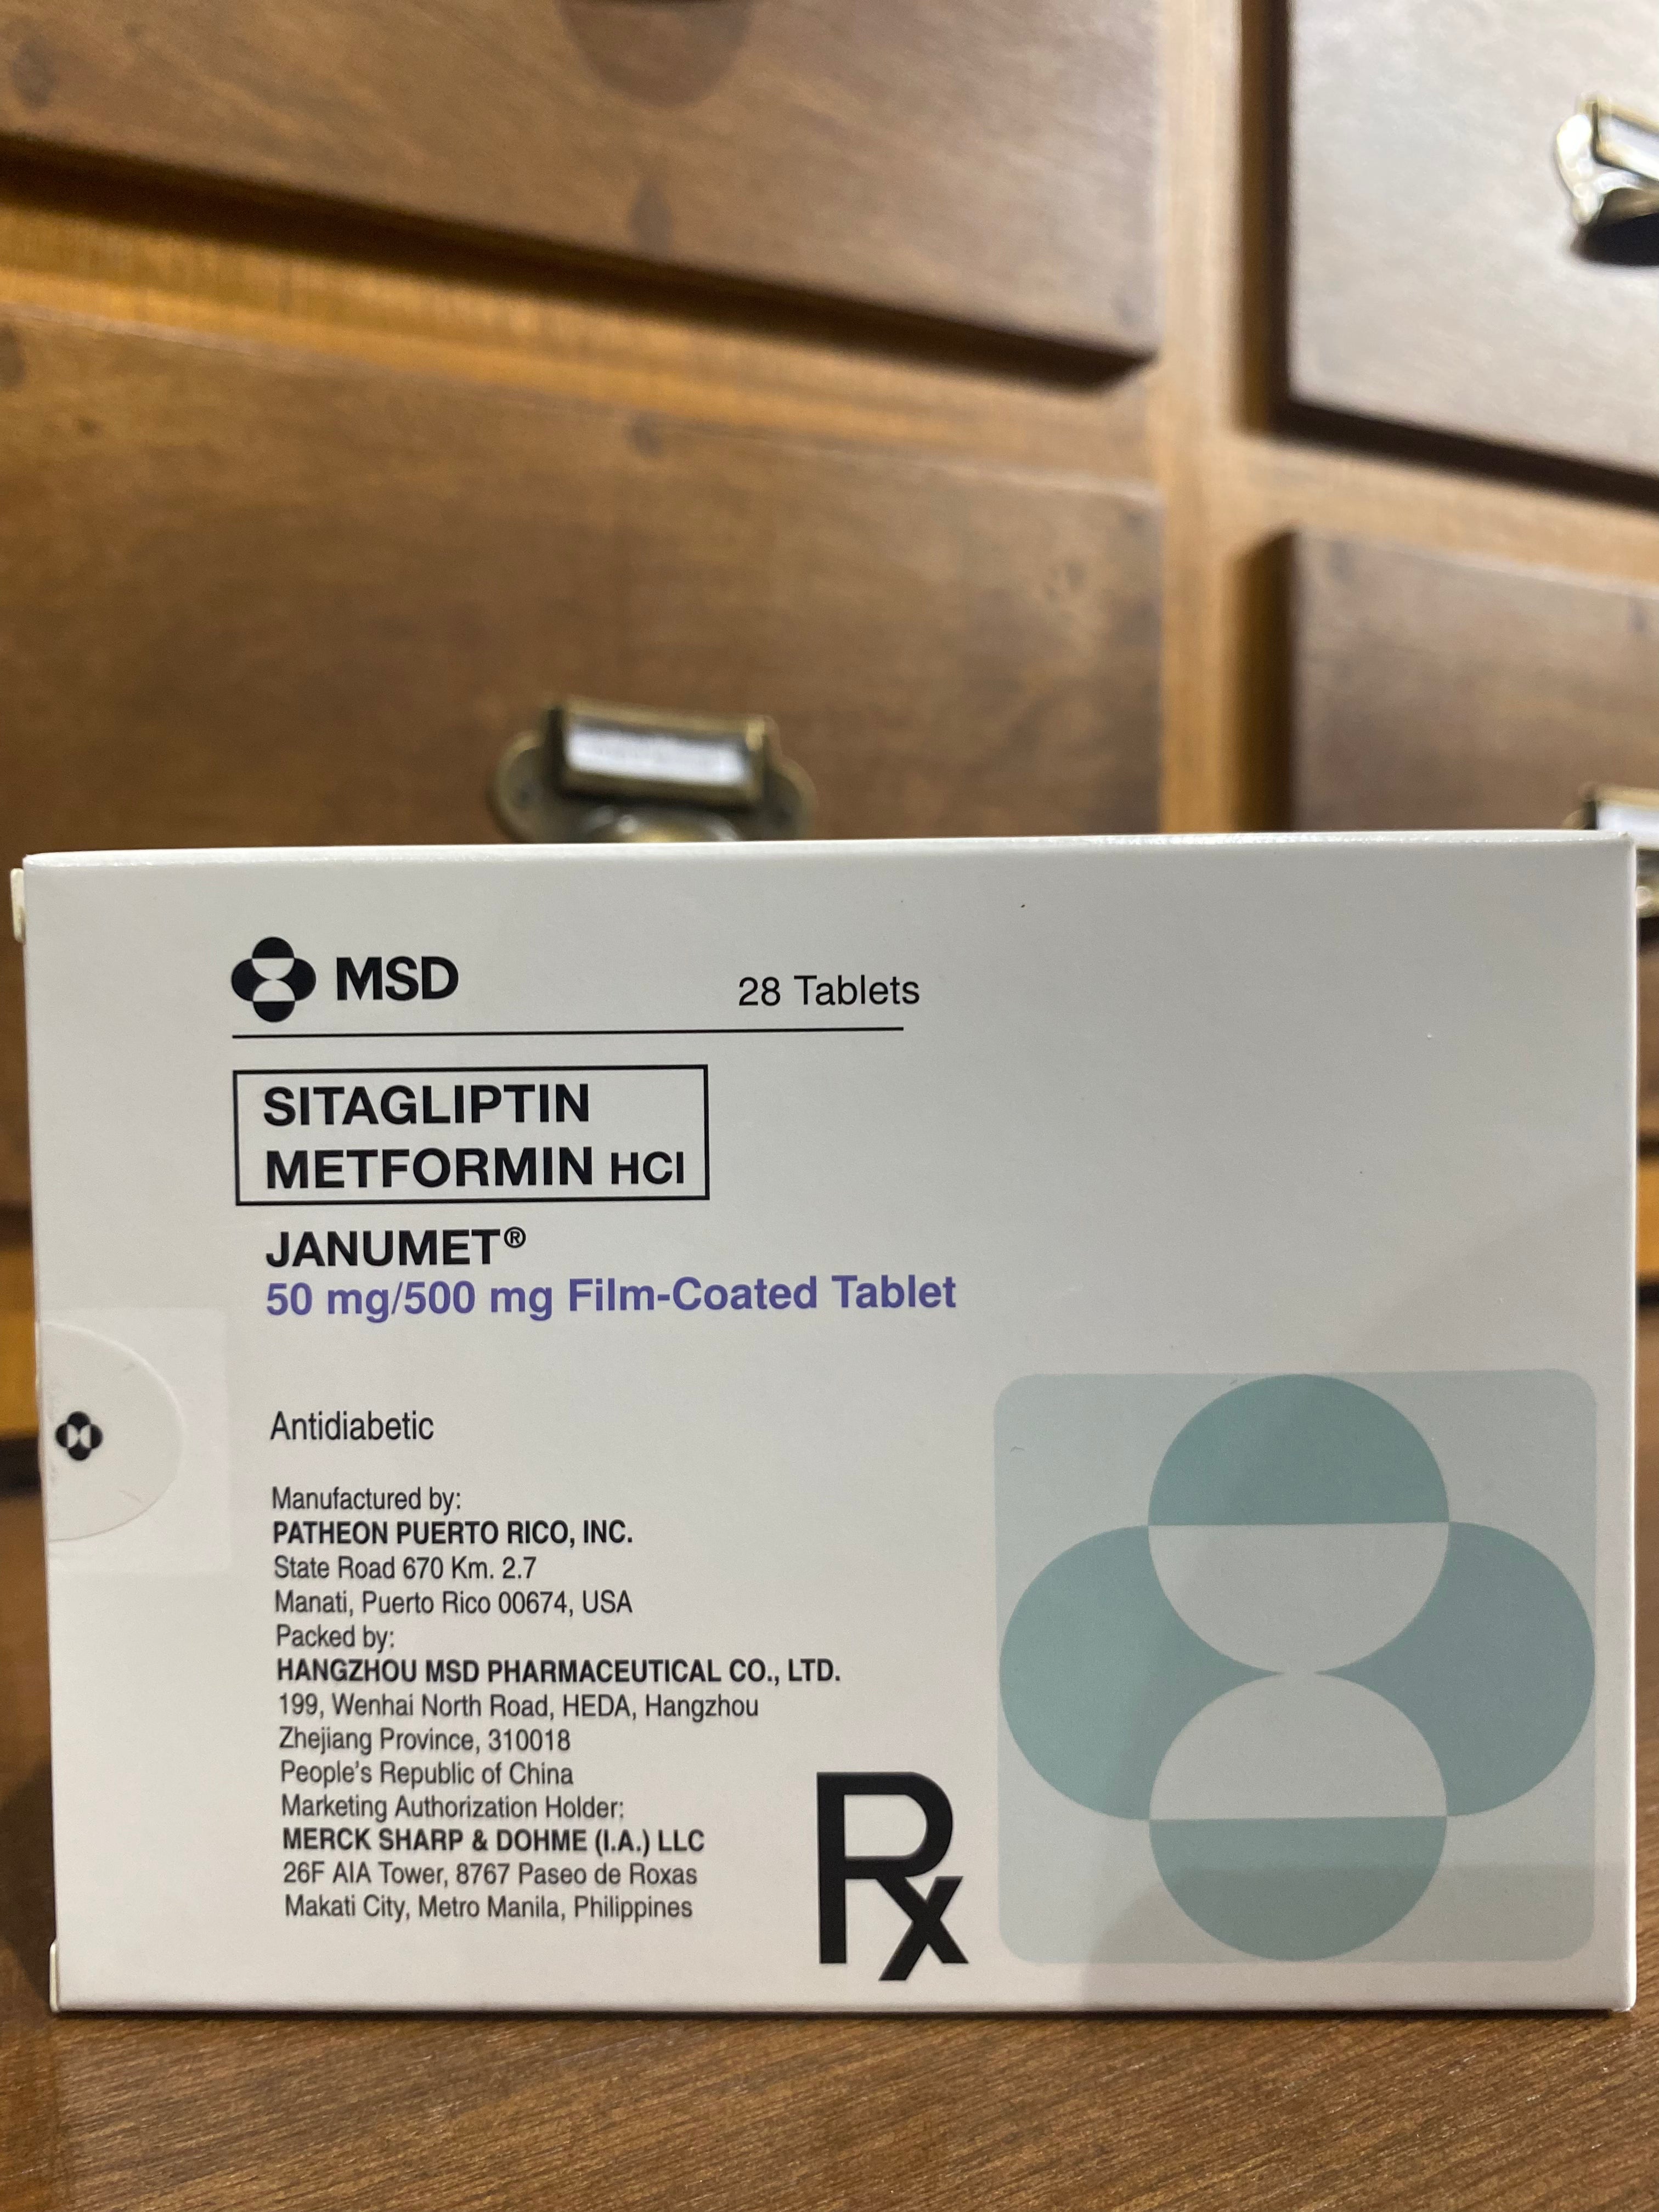 MSD
28 Tablets
SITAGLIPTIN
METFORMIN HCl
JANUMET®
50 mg/500 mg Film-Coated Tablet
Antidiabetic
Manufactured by:
PATHEON PUERTO RICO, INC.
State Road 670 Km. 2.7
Manati, Puerto Rico 00674, USA
Packed by:
HANGZHOU MSD PHARMACEUTICAL CO., LTD.
199, Wenhai North Road, HEDA, Hangzhou
Zhejiang Province, 310018
People's Republic of China
Marketing Authorization Holder:
MERCK SHARP & DOHME (I.A.) LLC
26F AIA Tower, 8767 Paseo de Roxas
Makati City, Metro Manila, Philippines
Rx